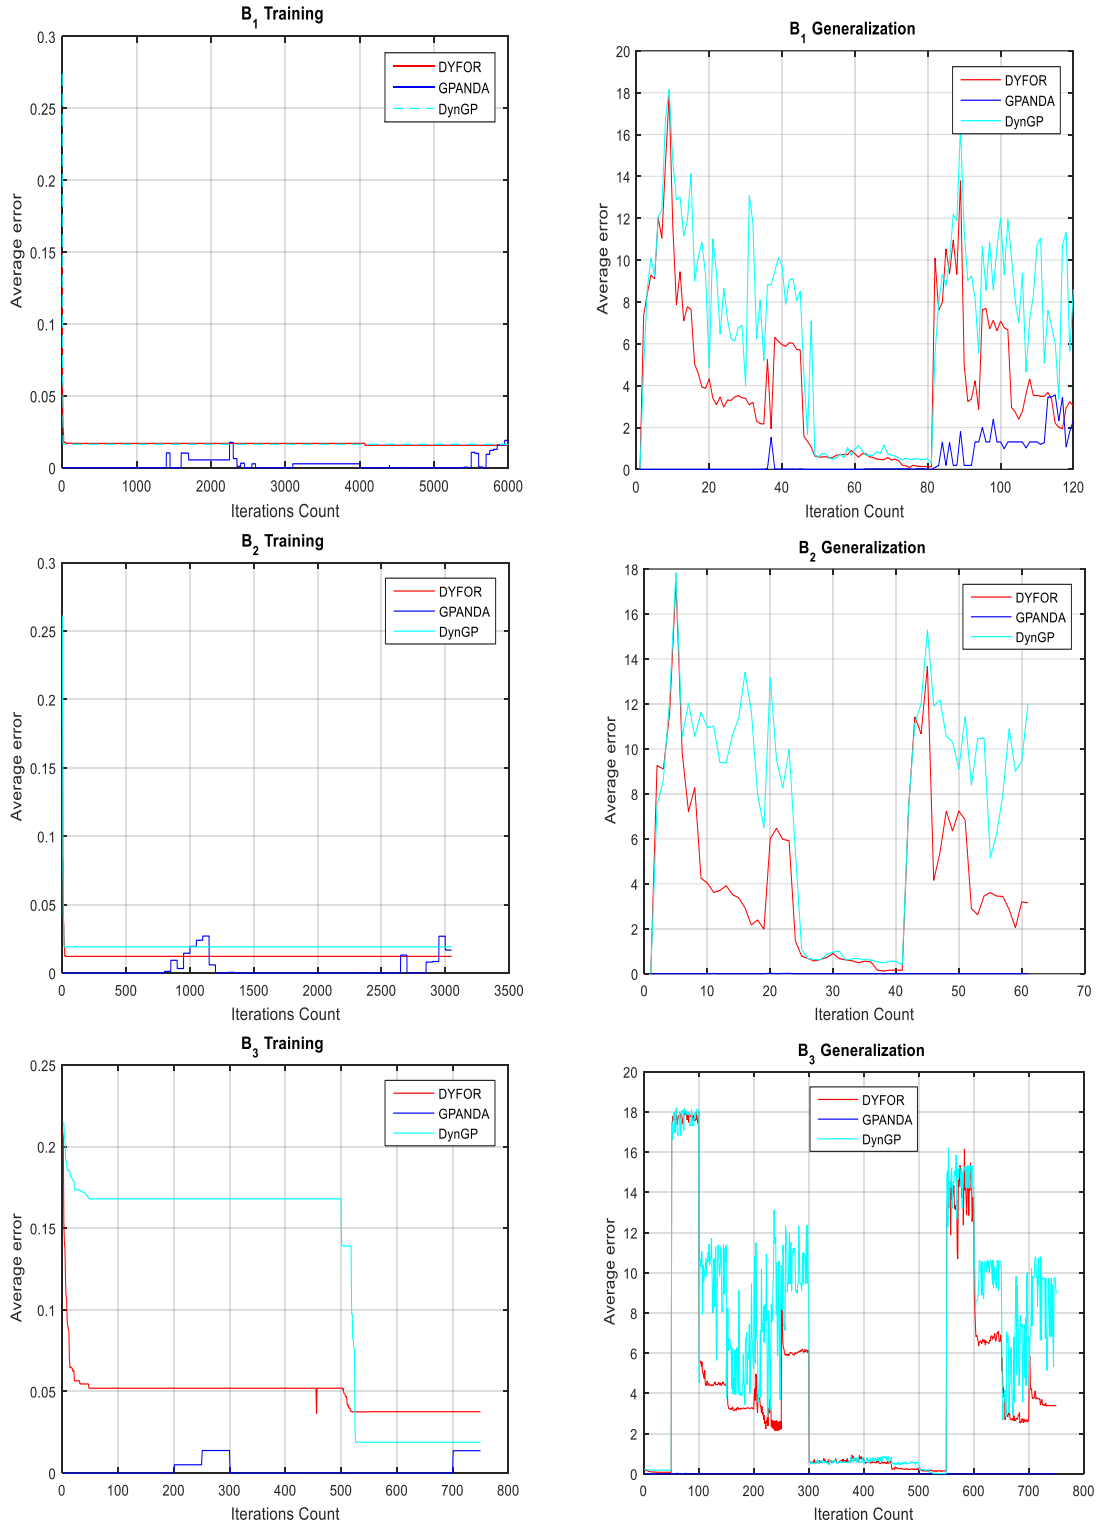 B1 Training
0.3
0.25
0.2
0.15
0.1
0.05
0
Average error
DYFOR
GPANDA
DynGP
0 1000 2000 3000 4000 5000 6000
Iterations Count
B1 Generalization
20
18
16
14
12
10
8
6
4
2
0
Average error
DYFOR
GPANDA
DynGP
0 20 40 60 80 100 120
Iteration Count
B2 Training
0.3
0.25
0.2
0.15
0.1
0.05
0
Average error
DYFOR
GPANDA
DynGP
0 500 1000 1500 2000 2500 3000 3500
Iterations Count
B2 Generalization
18
16
14
12
10
8
6
4
2
0
Average error
DYFOR
GPANDA
DynGP
0 10 20 30 40 50 60 70
Iteration Count
B3 Training
0.25
0.2
0.15
0.1
0.05
0
Average error
DYFOR
GPANDA
DynGP
0 100 200 300 400 500 600 700 800
Iterations Count
B3 Generalization
20
18
16
14
12
10
8
6
4
2
0
Average error
DYFOR
GPANDA
DynGP
0 100 200 300 400 500 600 700 800
Iteration Count